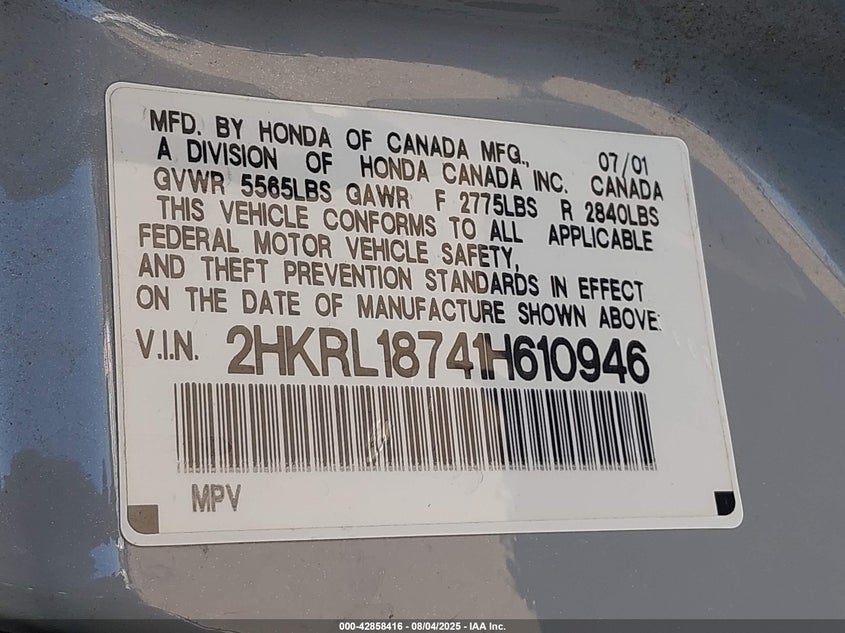 MFD. BY HONDA OF CANADA MFG., 07/01
A DIVISION OF HONDA CANADA INC. CANADA
GVWR 5565LBS GAWR F 2775LBS R 2840LBS
THIS VEHICLE CONFORMS TO ALL APPLICABLE
FEDERAL MOTOR VEHICLE SAFETY,
AND THEFT PREVENTION STANDARDS IN EFFECT
ON THE DATE OF MANUFACTURE SHOWN ABOVE.
V.I.N. 2HKRL18741H610946
MPV
000-42858416 - 08/04/2025 - IAA Inc.